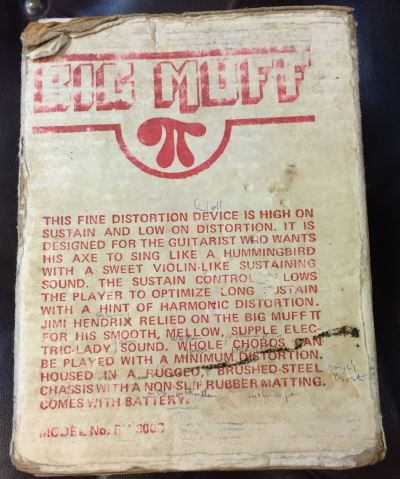 BIG MUFF
π
THIS FINE DISTORTION DEVICE IS HIGH ON
SUSTAIN AND LOW ON DISTORTION. IT IS
DESIGNED FOR THE GUITARIST WHO WANTS
HIS AXE TO SING LIKE A HUMMINGBIRD
WITH A SWEET VIOLIN-LIKE SUSTAINING
SOUND. THE SUSTAIN CONTROL LOWS
THE PLAYER TO OPTIMIZE LONG USTAIN
WITH A HINT OF HARMONIC DISTORTION.
JIMI HENDRIX RELIED ON THE BIG MUFF π
FOR HIS SMOOTH, MELLOW, SUPPLE ELEC-
TRIC-LADY SOUND. WHOLE CHORDS CAN
BE PLAYED WITH A MINIMUM DISTORTION.
HOUSED IN A RUGGED, BRUSHED STEEL
CHASSIS WITH A NON-SLIP RUBBER MATTING.
COMES WITH BATTERY.
MODEL No.